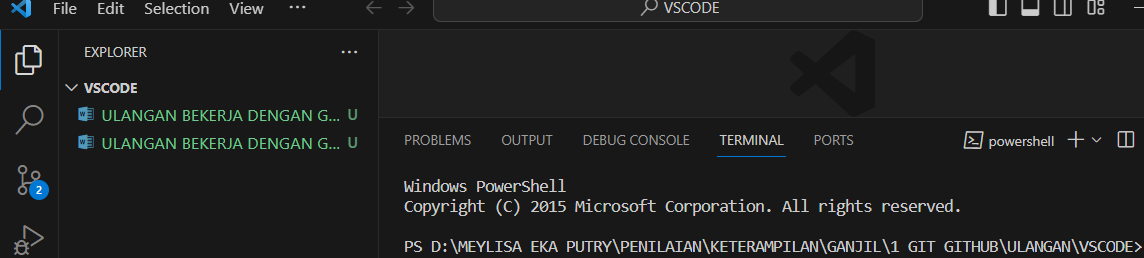 File Edit Selection View ...
VSCODE
EXPLORER ...
VSCODE
ULANGAN BEKERJA DENGAN G... U
ULANGAN BEKERJA DENGAN G... U
2
PROBLEMS OUTPUT DEBUG CONSOLE TERMINAL PORTS
powershell
Windows PowerShell
Copyright (C) 2015 Microsoft Corporation. All rights reserved.
PS D:\MEYLISA EKA PUTRY\PENILAIAN\KETERAMPILAN\GANJIL\1 GIT GITHUB\ULANGAN\VSCODE>